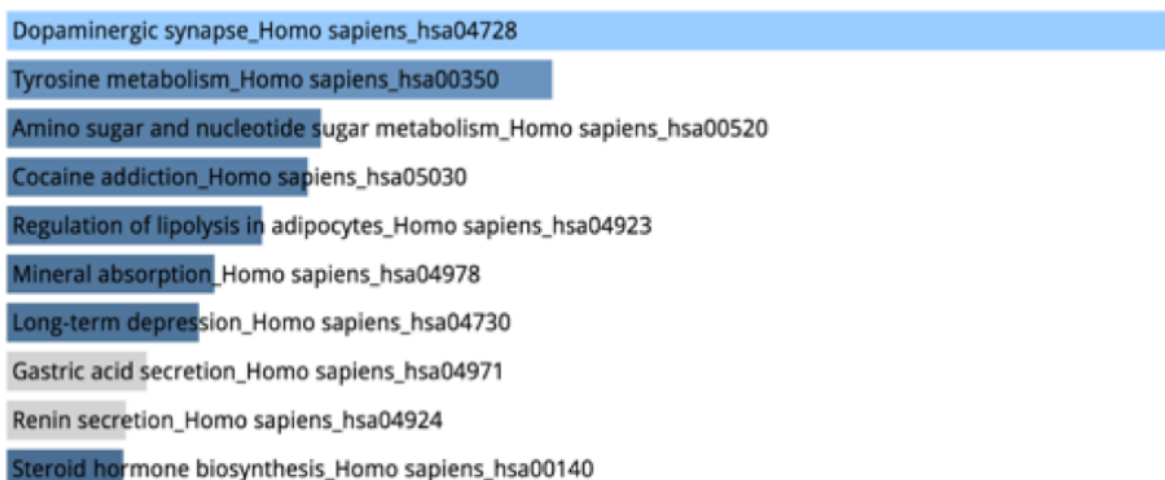 Dopaminergic synapse_Homo sapiens_hsa04728
Tyrosine metabolism_Homo sapiens_hsa00350
Amino sugar and nucleotide sugar metabolism_Homo sapiens_hsa00520
Cocaine addiction_Homo sapiens_hsa05030
Regulation of lipolysis in adipocytes_Homo sapiens_hsa04923
Mineral absorption_Homo sapiens_hsa04978
Long-term depression_Homo sapiens_hsa04730
Gastric acid secretion_Homo sapiens_hsa04971
Renin secretion_Homo sapiens_hsa04924
Steroid hormone biosynthesis_Homo sapiens_hsa00140